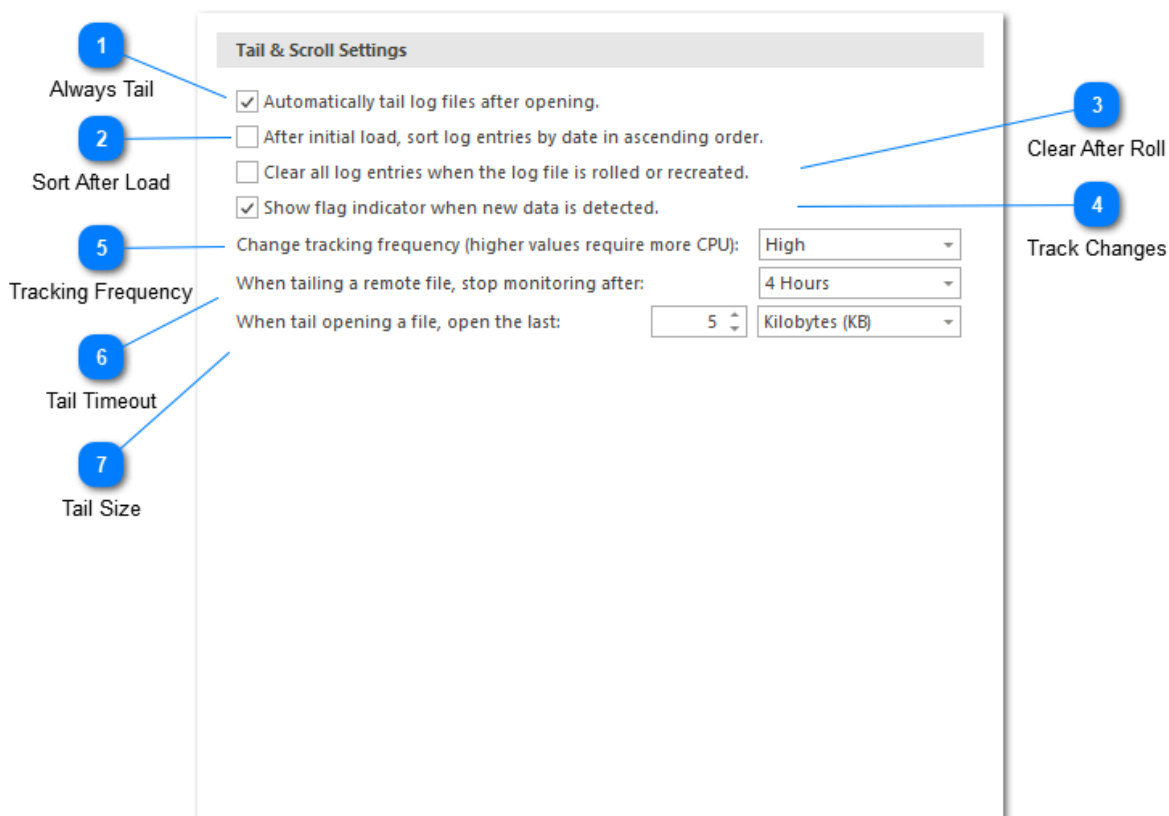 Tail & Scroll Settings
1
Always Tail
Automatically tail log files after opening.
2
Sort After Load
After initial load, sort log entries by date in ascending order.
3
Clear After Roll
Clear all log entries when the log file is rolled or recreated.
4
Track Changes
Show flag indicator when new data is detected.
5
Tracking Frequency
Change tracking frequency (higher values require more CPU): High
When tailing a remote file, stop monitoring after: 4 Hours
When tail opening a file, open the last: 5 Kilobytes (KB)
6
Tail Timeout
7
Tail Size